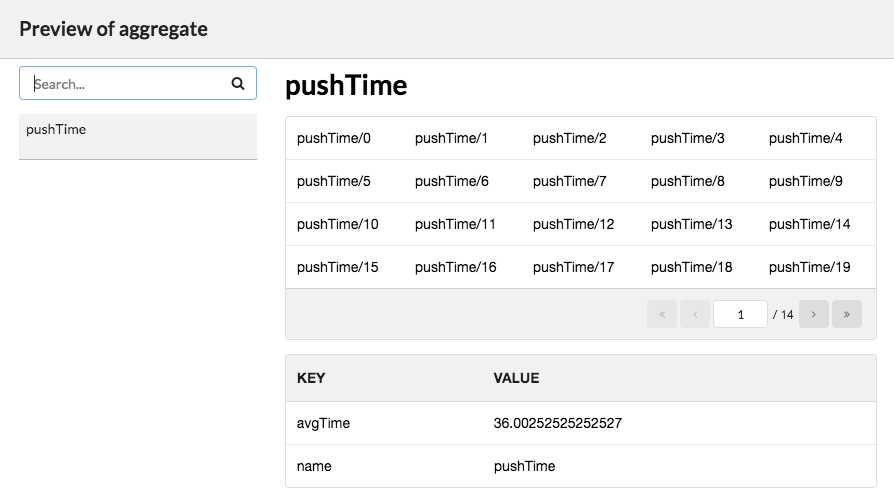 Preview of aggregate
Search...
pushTime
pushTime
pushTime/0 pushTime/1 pushTime/2 pushTime/3 pushTime/4
pushTime/5 pushTime/6 pushTime/7 pushTime/8 pushTime/9
pushTime/10 pushTime/11 pushTime/12 pushTime/13 pushTime/14
pushTime/15 pushTime/16 pushTime/17 pushTime/18 pushTime/19
« ‹ 1 / 14 › »
KEY VALUE
avgTime 36.00252525252527
name pushTime